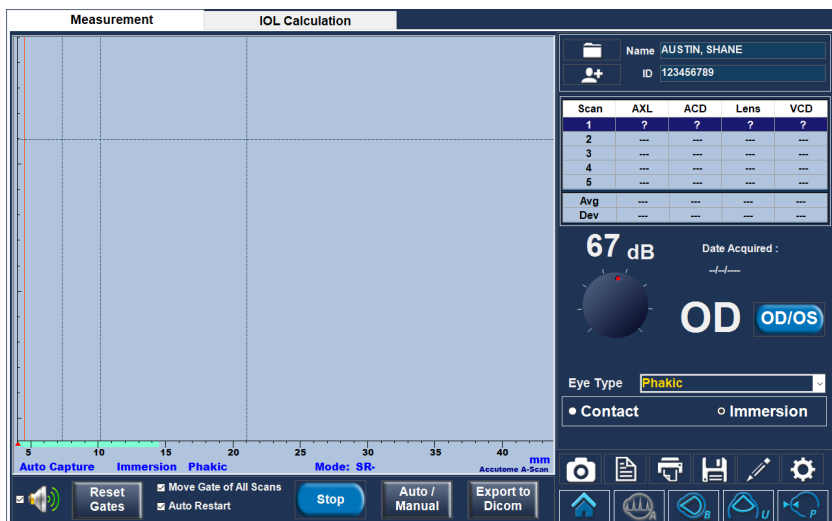 Measurement IOL Calculation
Name AUSTIN, SHANE
ID 123456789
Scan AXL ACD Lens VCD
1 ? ? ? ?
2 --- --- --- ---
3 --- --- --- ---
4 --- --- --- ---
5 --- --- --- ---
Avg --- --- --- ---
Dev --- --- --- ---
67 dB
Date Acquired :
--/--/----
OD OD/OS
Eye Type Phakic
Contact Immersion
5 10 15 20 25 30 35 40 mm
Auto Capture Immersion Phakic Mode: SR- Accutome A-Scan
Reset Gates
Move Gate of All Scans
Auto Restart
Stop
Auto / Manual
Export to Dicom
A
B
U
P